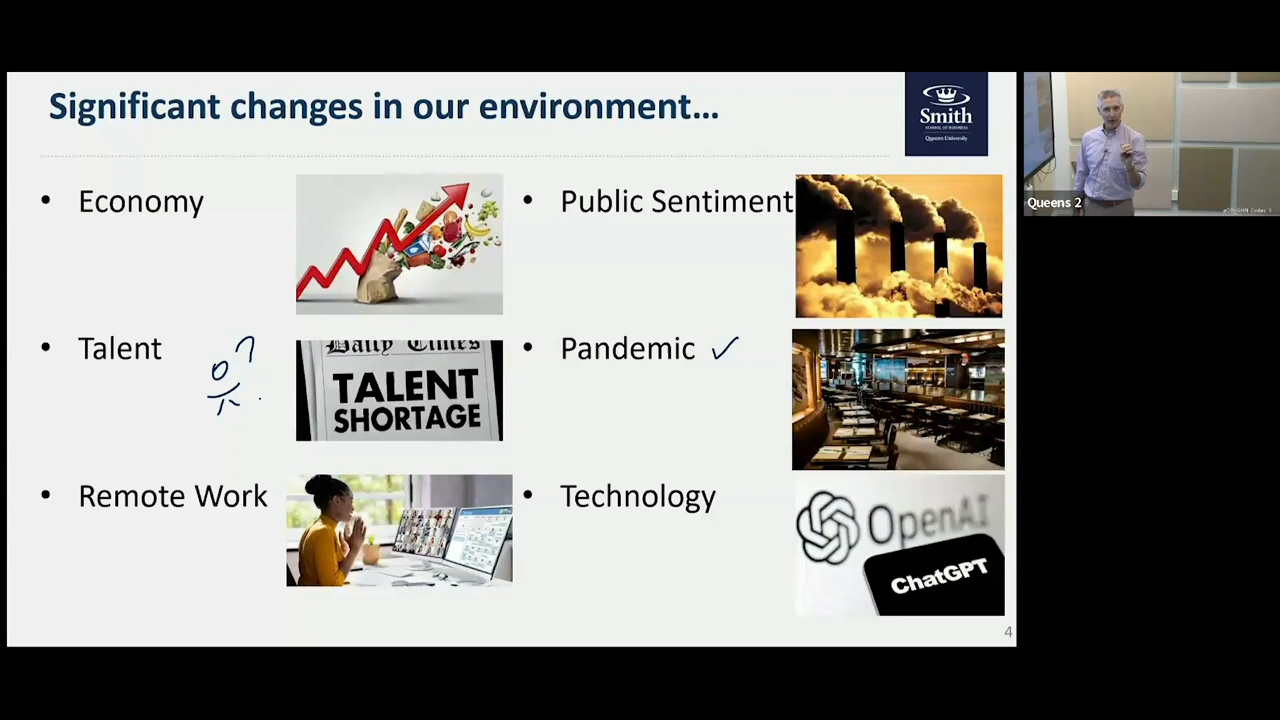 Significant changes in our environment...
Smith
SCHOOL OF BUSINESS
Queen's University
• Economy
• Public Sentiment
• Talent
Daily Times
TALENT
SHORTAGE
• Pandemic ✓
• Remote Work
• Technology
OpenAI
ChatGPT
4
Queens 2